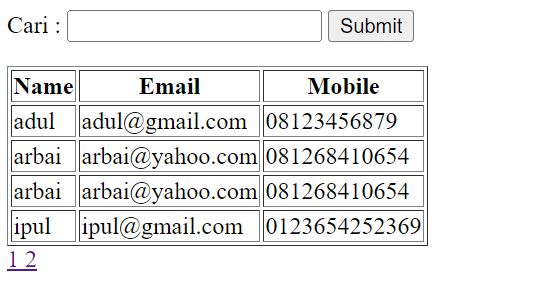 Cari : Submit
Name Email Mobile
adul adul@gmail.com 08123456879
arbai arbai@yahoo.com 081268410654
arbai arbai@yahoo.com 081268410654
ipul ipul@gmail.com 0123654252369
1 2